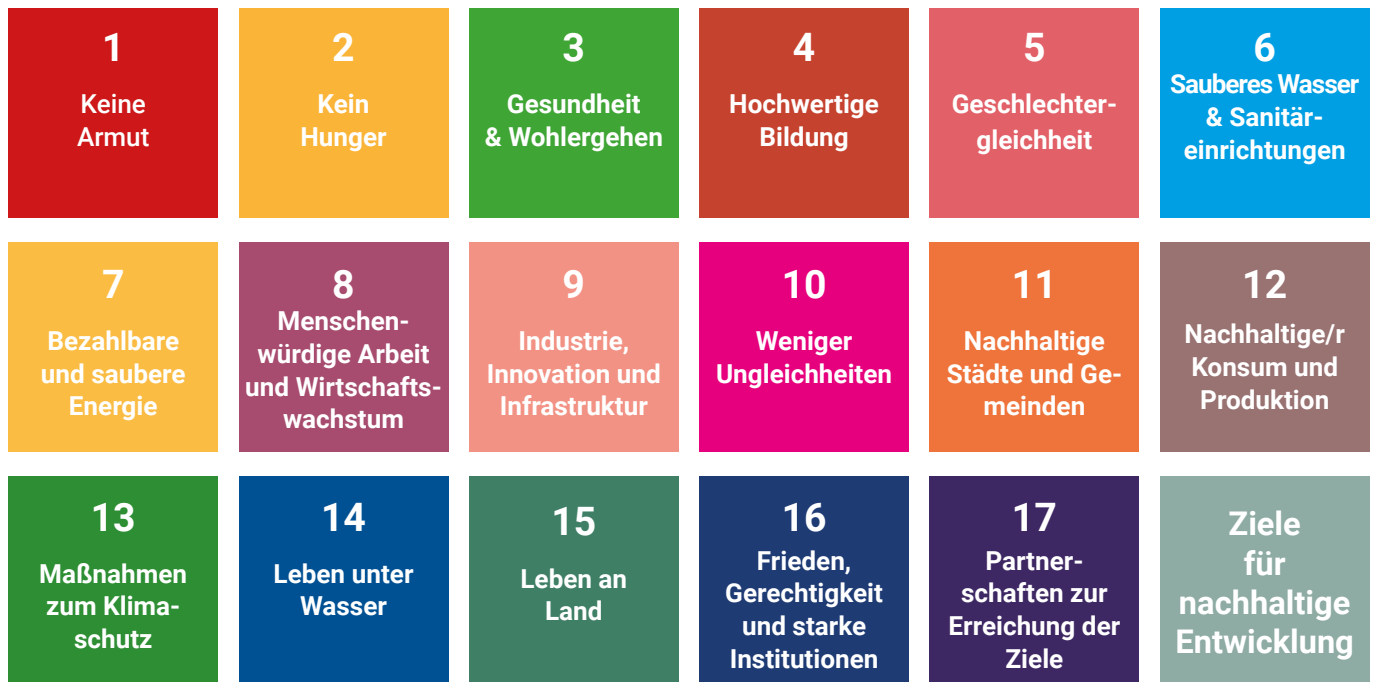 1
Keine
Armut
2
Kein
Hunger
3
Gesundheit
& Wohlergehen
4
Hochwertige
Bildung
5
Geschlechter-
gleichheit
6
Sauberes Wasser
& Sanitär-
einrichtungen
7
Bezahlbare
und saubere
Energie
8
Menschen-
würdige Arbeit
und Wirtschafts-
wachstum
9
Industrie,
Innovation und
Infrastruktur
10
Weniger
Ungleichheiten
11
Nachhaltige
Städte und Ge-
meinden
12
Nachhaltige/r
Konsum und
Produktion
13
Maßnahmen
zum Klima-
schutz
14
Leben unter
Wasser
15
Leben an
Land
16
Frieden,
Gerechtigkeit
und starke
Institutionen
17
Partner-
schaften zur
Erreichung der
Ziele
Ziele
für
nachhaltige
Entwicklung